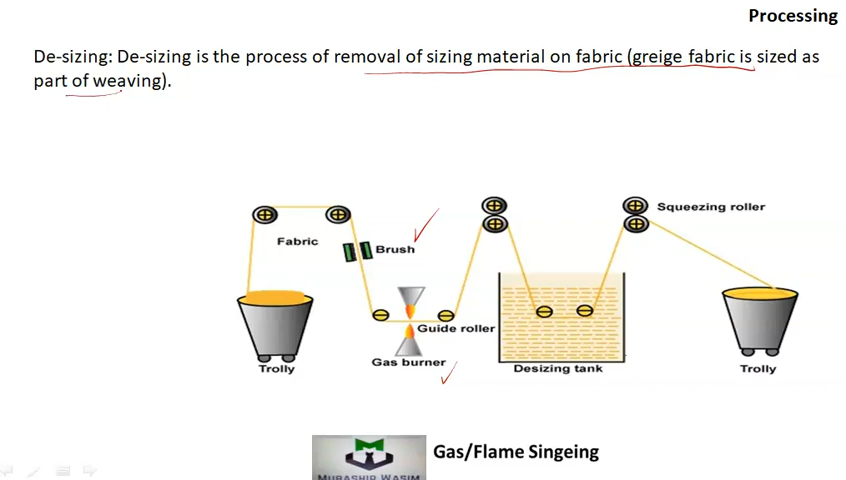 Processing
De-sizing: De-sizing is the process of removal of sizing material on fabric (greige fabric is sized as
part of weaving).
Squeezing roller
Fabric
Brush
Guide roller
Gas burner
Trolly
Desizing tank
Trolly
Gas/Flame Singeing
MUBASHIR WASIM